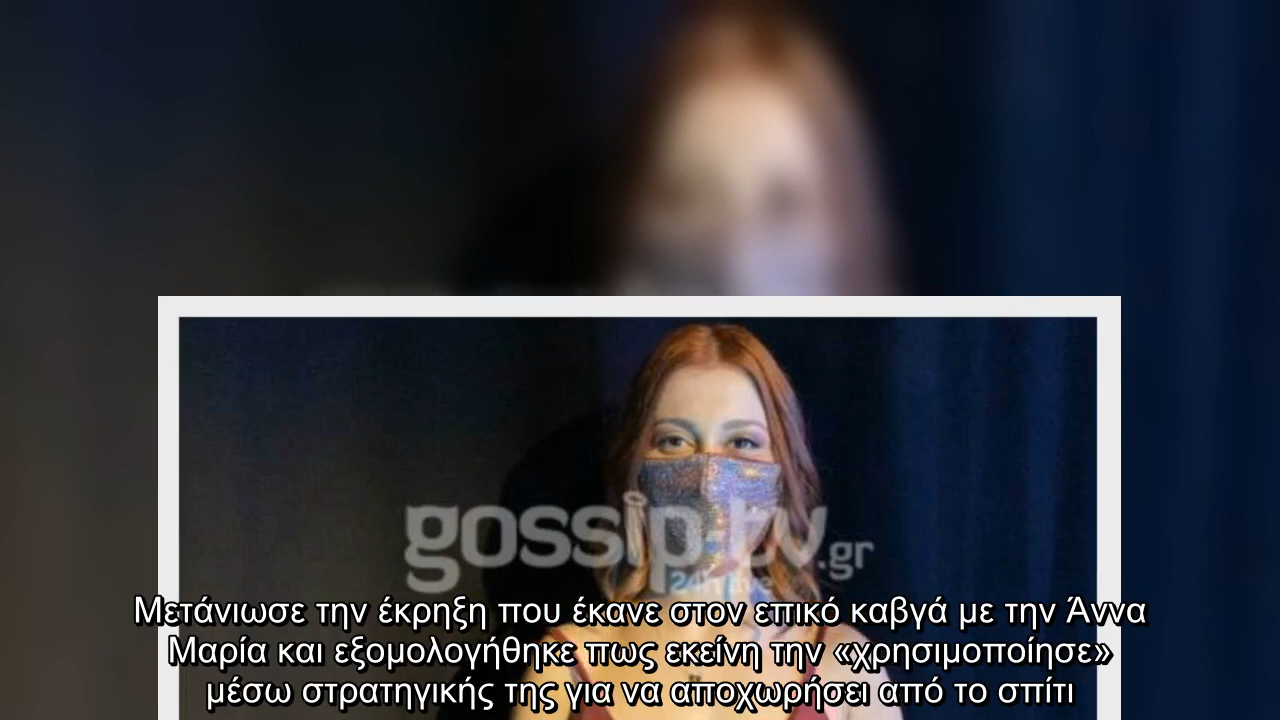 gossip-tv.gr
Μετάνιωσε την έκρηξη που έκανε στον επικό καβγά με την Άννα
Μαρία και εξομολογήθηκε πως εκείνη την «χρησιμοποίησε»
μέσω στρατηγικής της για να αποχωρήσει από το σπίτι